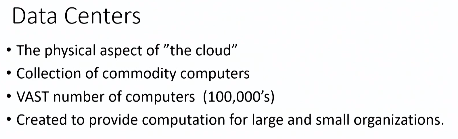 Data Centers
• The physical aspect of ”the cloud”
• Collection of commodity computers
• VAST number of computers  (100,000’s)
• Created to provide computation for large and small organizations.